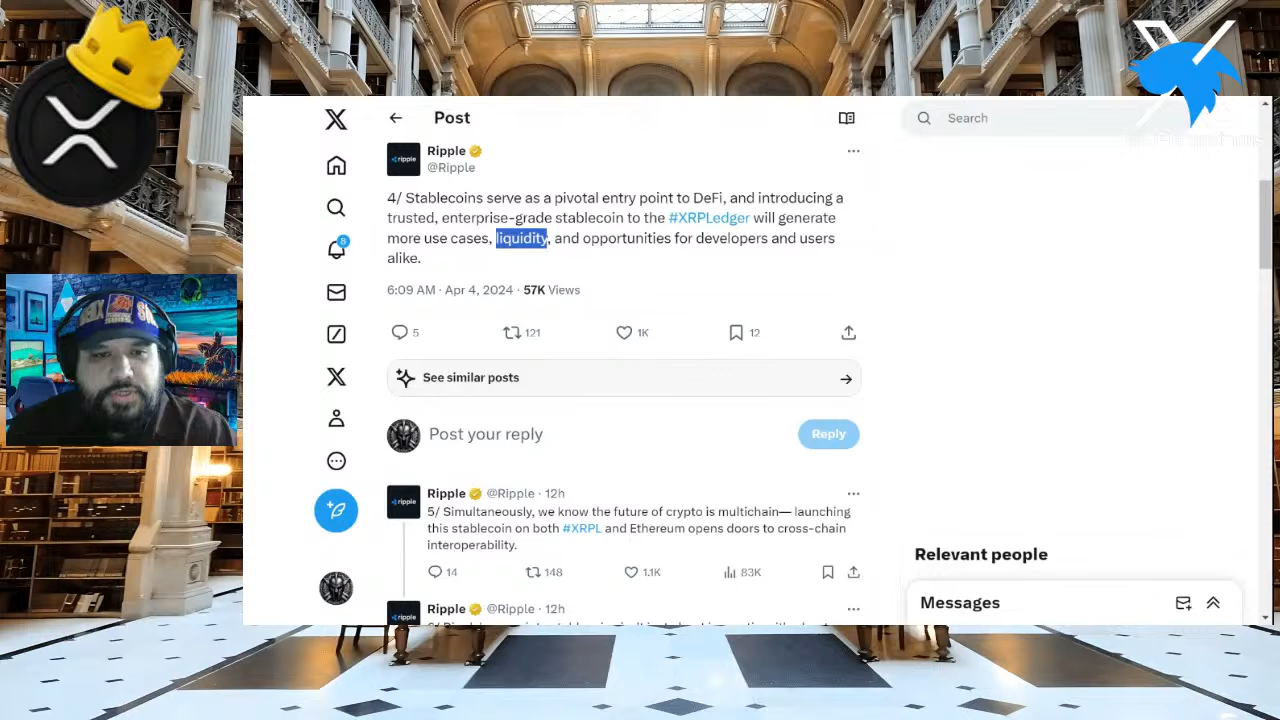 Post
Search
Ripple
@Ripple
4/ Stablecoins serve as a pivotal entry point to DeFi, and introducing a
trusted, enterprise-grade stablecoin to the #XRPLedger will generate
more use cases, liquidity, and opportunities for developers and users
alike.
6:09 AM · Apr 4, 2024 · 57K Views
5 121 1K 12
See similar posts
Post your reply
Reply
8
ripple
Ripple @Ripple · 12h
5/ Simultaneously, we know the future of crypto is multichain— launching
this stablecoin on both #XRPL and Ethereum opens doors to cross-chain
interoperability.
14 148 1.1K 83K
Ripple @Ripple · 12h
Relevant people
Messages